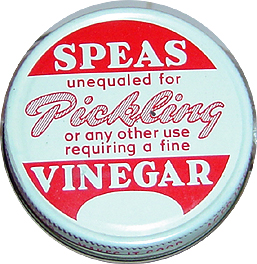 SPEAS
unequaled for
Pickling
or any other use
requiring a fine
VINEGAR